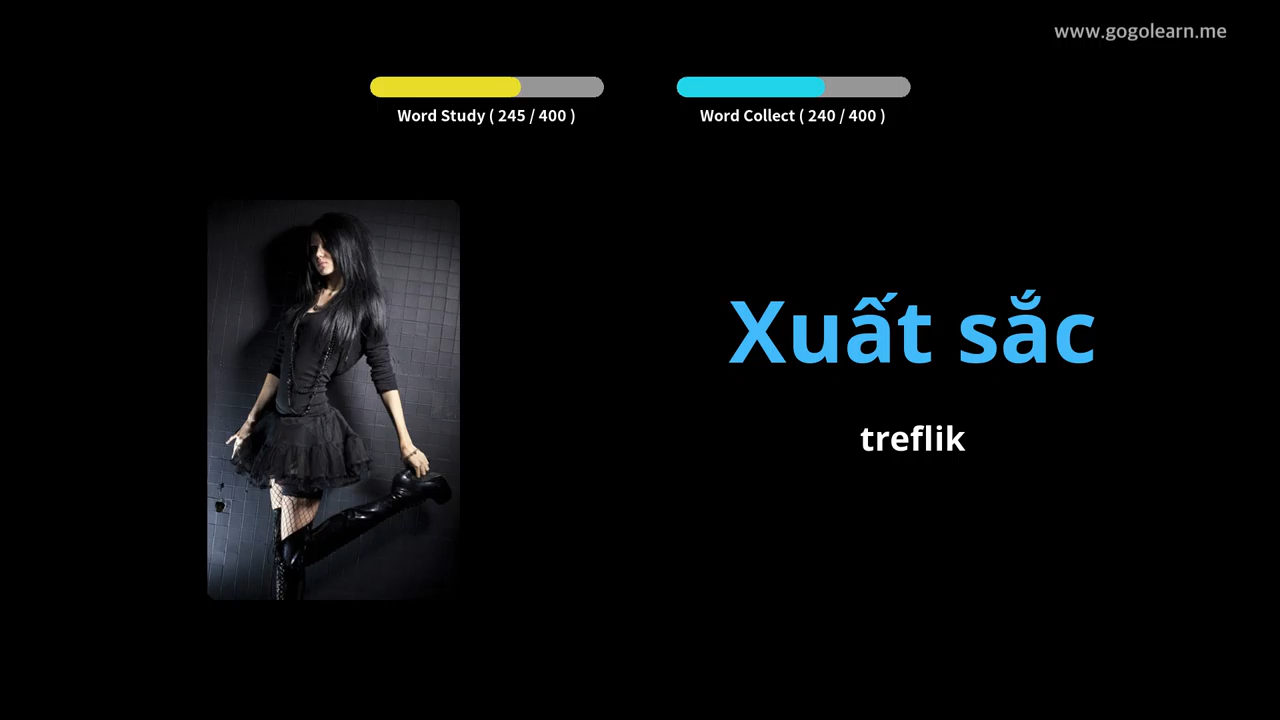 www.gogolearn.me
Word Study ( 245 / 400 )
Word Collect ( 240 / 400 )
Xuất sắc
treflik